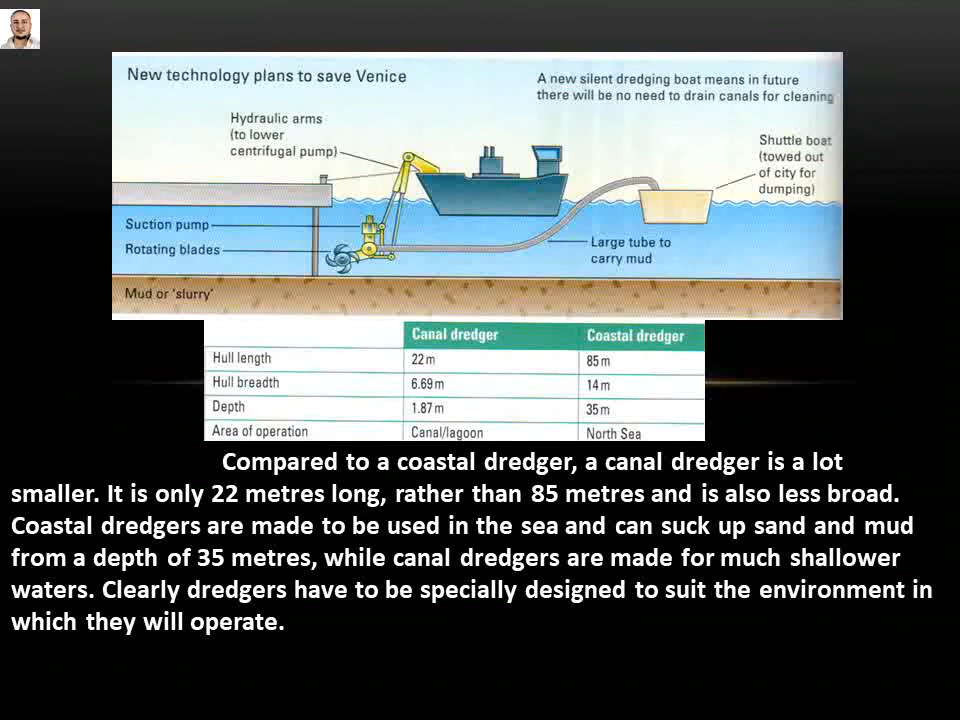 New technology plans to save Venice
A new silent dredging boat means in future
there will be no need to drain canals for cleaning
Hydraulic arms
(to lower
centrifugal pump)
Shuttle boat
(towed out
of city for
dumping)
Suction pump
Rotating blades
Large tube to
carry mud
Mud or 'slurry'
Canal dredger Coastal dredger
Hull length 22 m 85 m
Hull breadth 6.69 m 14 m
Depth 1.87 m 35 m
Area of operation Canal/lagoon North Sea
Compared to a coastal dredger, a canal dredger is a lot
smaller. It is only 22 metres long, rather than 85 metres and is also less broad.
Coastal dredgers are made to be used in the sea and can suck up sand and mud
from a depth of 35 metres, while canal dredgers are made for much shallower
waters. Clearly dredgers have to be specially designed to suit the environment in
which they will operate.